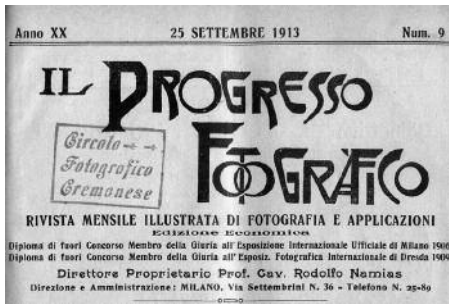 Anno XX 25 SETTEMBRE 1913 Num. 9
IL PROGRESSO
FOTOGRAFICO
Circolo
Fotografico
Cremonese
RIVISTA MENSILE ILLUSTRATA DI FOTOGRAFIA E APPLICAZIONI
Edizione Economica
Diploma di fuori Concorso Membro della Giuria all'Esposizione Internazionale Ufficiale di Milano 1906
Diploma di fuori Concorso Membro della Giuria all'Esposiz. Fotografica Internazionale di Dresda 1909
Direttore Proprietario Prof. Cav. Rodolfo Namias
Direzione e Amministrazione: MILANO, Via Settembrini N. 36 - Telefono N. 25-89